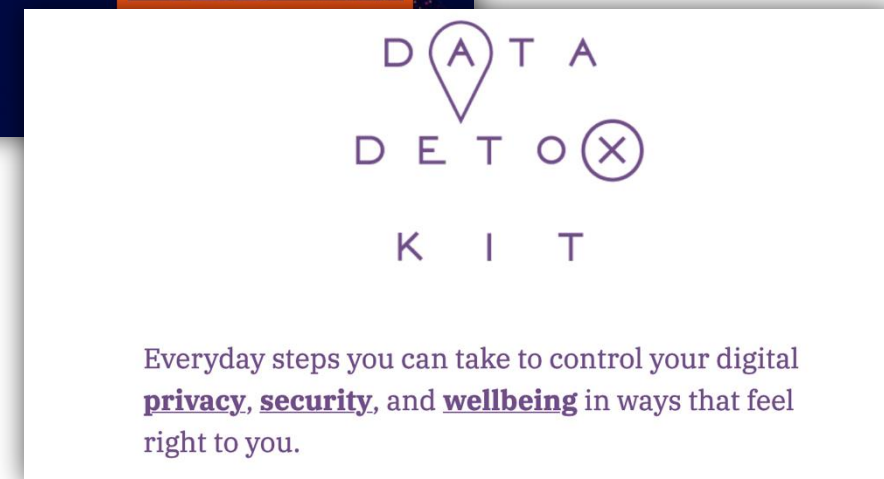 DATA
DETOX
KIT
Everyday steps you can take to control your digital
privacy, security, and wellbeing in ways that feel
right to you.